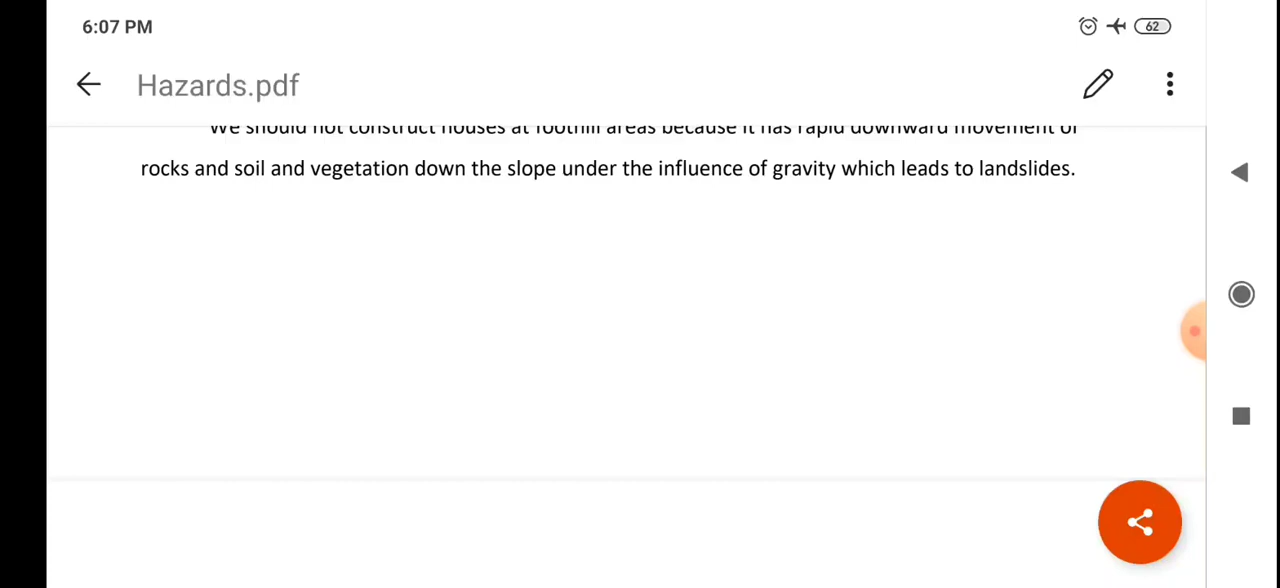 6:07 PM
62
Hazards.pdf
We should not construct houses at foothill areas because it has rapid downward movement of
rocks and soil and vegetation down the slope under the influence of gravity which leads to landslides.